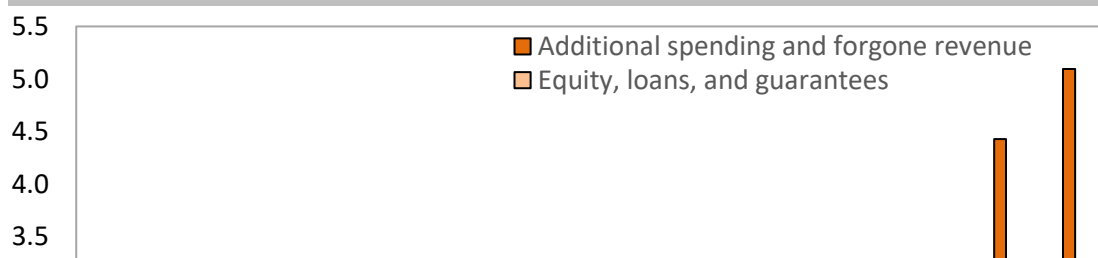 5.5
Additional spending and forgone revenue
5.0
Equity, loans, and guarantees
4.5
4.0
3.5